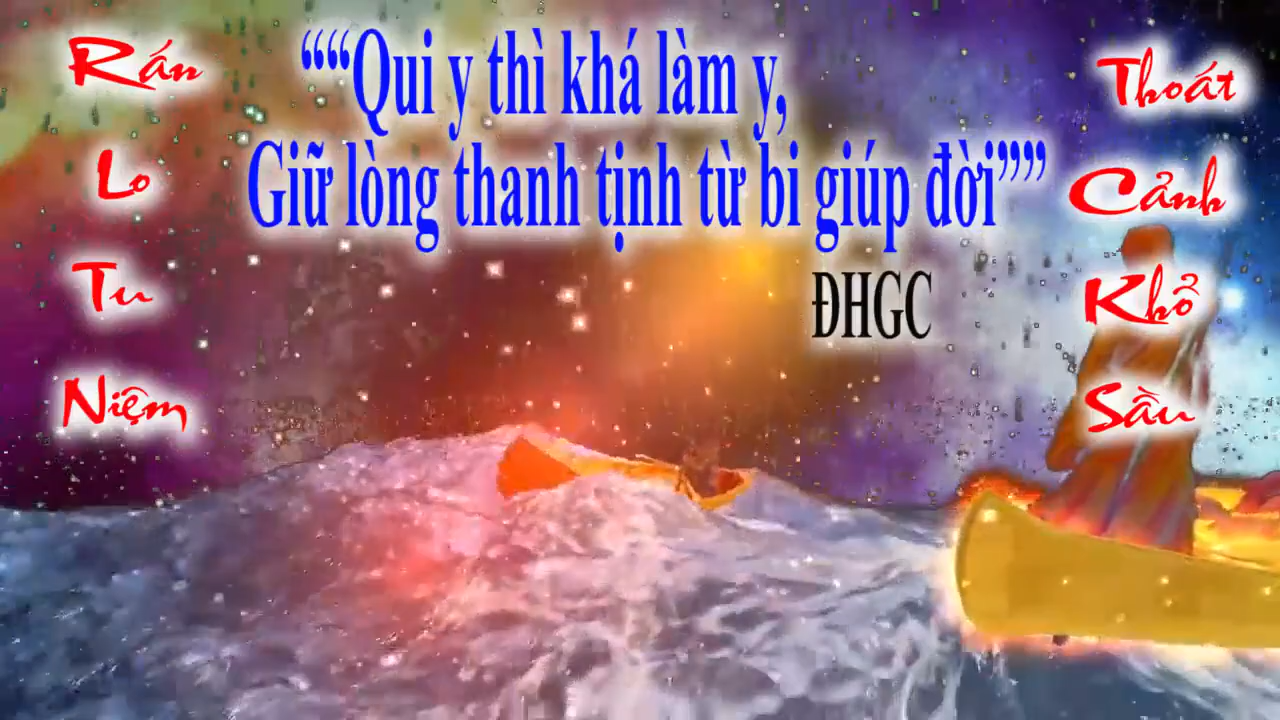 Rán
Lo
Tu
Niệm
““Qui y thì khá làm y,
Giữ lòng thanh tịnh từ bi giúp đời””
ĐHGC
Thoát
Cảnh
Khổ
Sầu